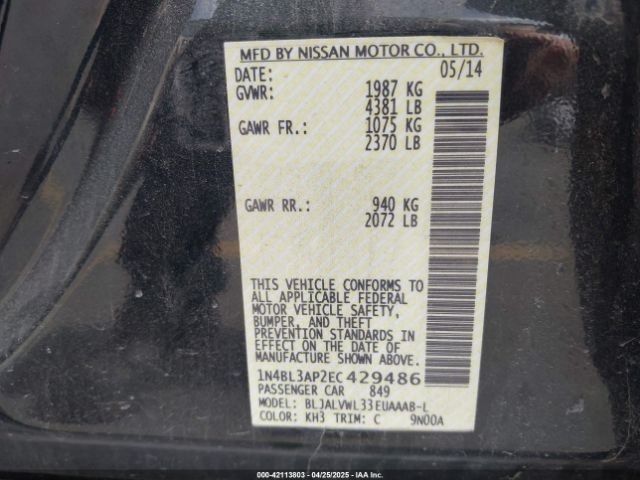 MFD BY NISSAN MOTOR CO., LTD.
DATE: 05/14
GVWR: 1987 KG
4381 LB
GAWR FR.: 1075 KG
2370 LB
GAWR RR.: 940 KG
2072 LB
THIS VEHICLE CONFORMS TO
ALL APPLICABLE FEDERAL
MOTOR VEHICLE SAFETY,
BUMPER, AND THEFT
PREVENTION STANDARDS IN
EFFECT ON THE DATE OF
MANUFACTURE SHOWN ABOVE.
1N4BL3AP2EC429486
PASSENGER CAR 849
MODEL: BLJALVWL33EUAAAB-L
COLOR: KH3 TRIM: C 9N00A
000-42113803 - 04/25/2025 - IAAI - COPART